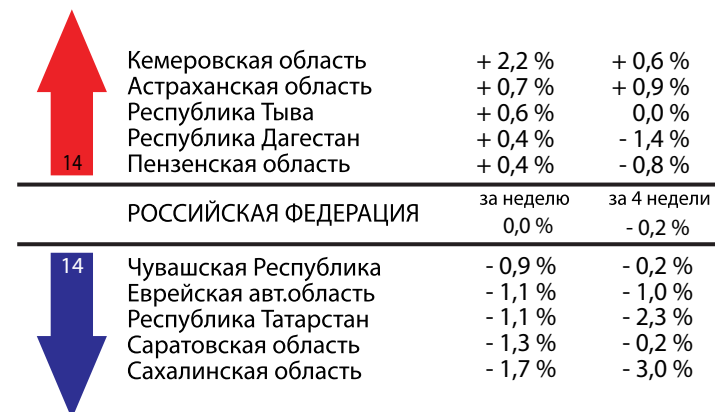 Кемеровская область + 2,2 % + 0,6 %
Астраханская область + 0,7 % + 0,9 %
Республика Тыва + 0,6 % 0,0 %
Республика Дагестан + 0,4 % - 1,4 %
14 Пензенская область + 0,4 % - 0,8 %
за неделю за 4 недели
РОССИЙСКАЯ ФЕДЕРАЦИЯ 0,0 % - 0,2 %
14 Чувашская Республика - 0,9 % - 0,2 %
Еврейская авт.область - 1,1 % - 1,0 %
Республика Татарстан - 1,1 % - 2,3 %
Саратовская область - 1,3 % - 0,2 %
Сахалинская область - 1,7 % - 3,0 %